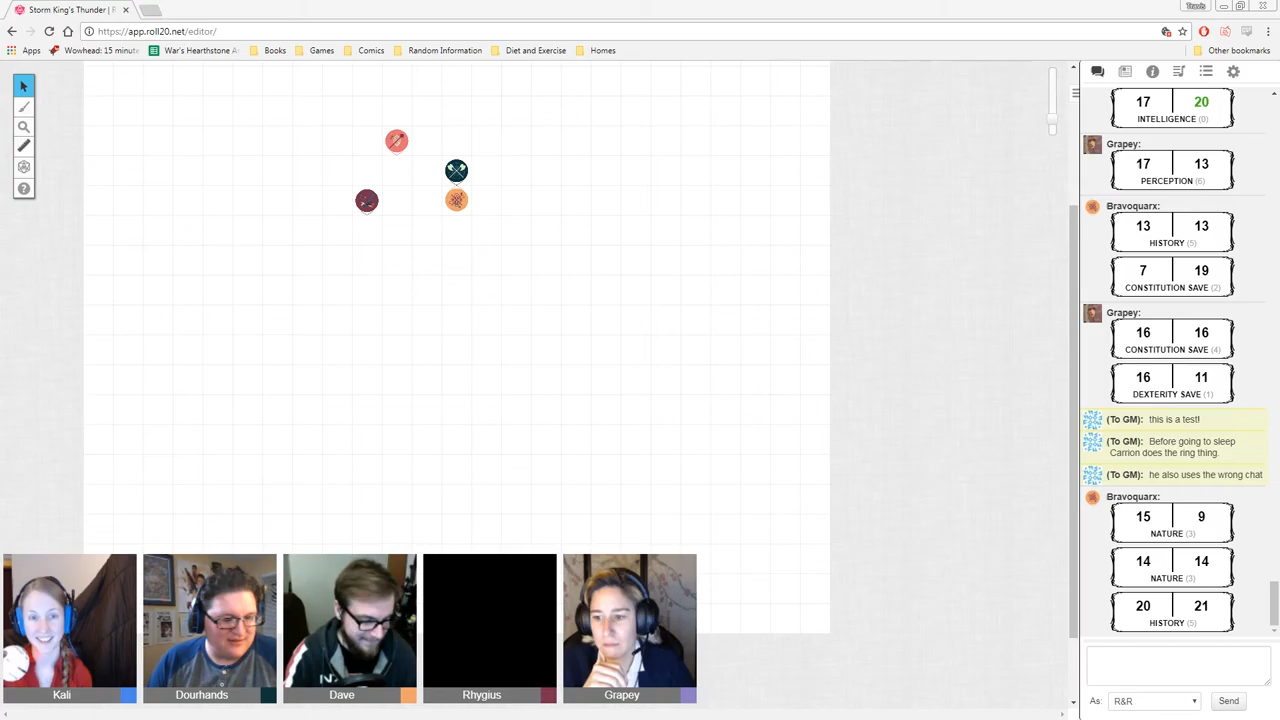 Storm King's Thunder | R
Travis
https://app.roll20.net/editor/
Apps
Wowhead: 15 minute
War's Hearthstone Ar
Books
Games
Comics
Random Information
Diet and Exercise
Homes
Other bookmarks
17 20
INTELLIGENCE (0)
Grapey:
17 13
PERCEPTION (6)
Bravoquarx:
13 13
HISTORY (5)
7 19
CONSTITUTION SAVE (2)
Grapey:
16 16
CONSTITUTION SAVE (4)
16 11
DEXTERITY SAVE (1)
(To GM): this is a test!
(To GM): Before going to sleep
Carrion does the ring thing.
(To GM): he also uses the wrong chat
Bravoquarx:
15 9
NATURE (3)
14 14
NATURE (3)
20 21
HISTORY (5)
As: R&R Send
Kali
Dourhands
Dave
Rhygius
Grapey